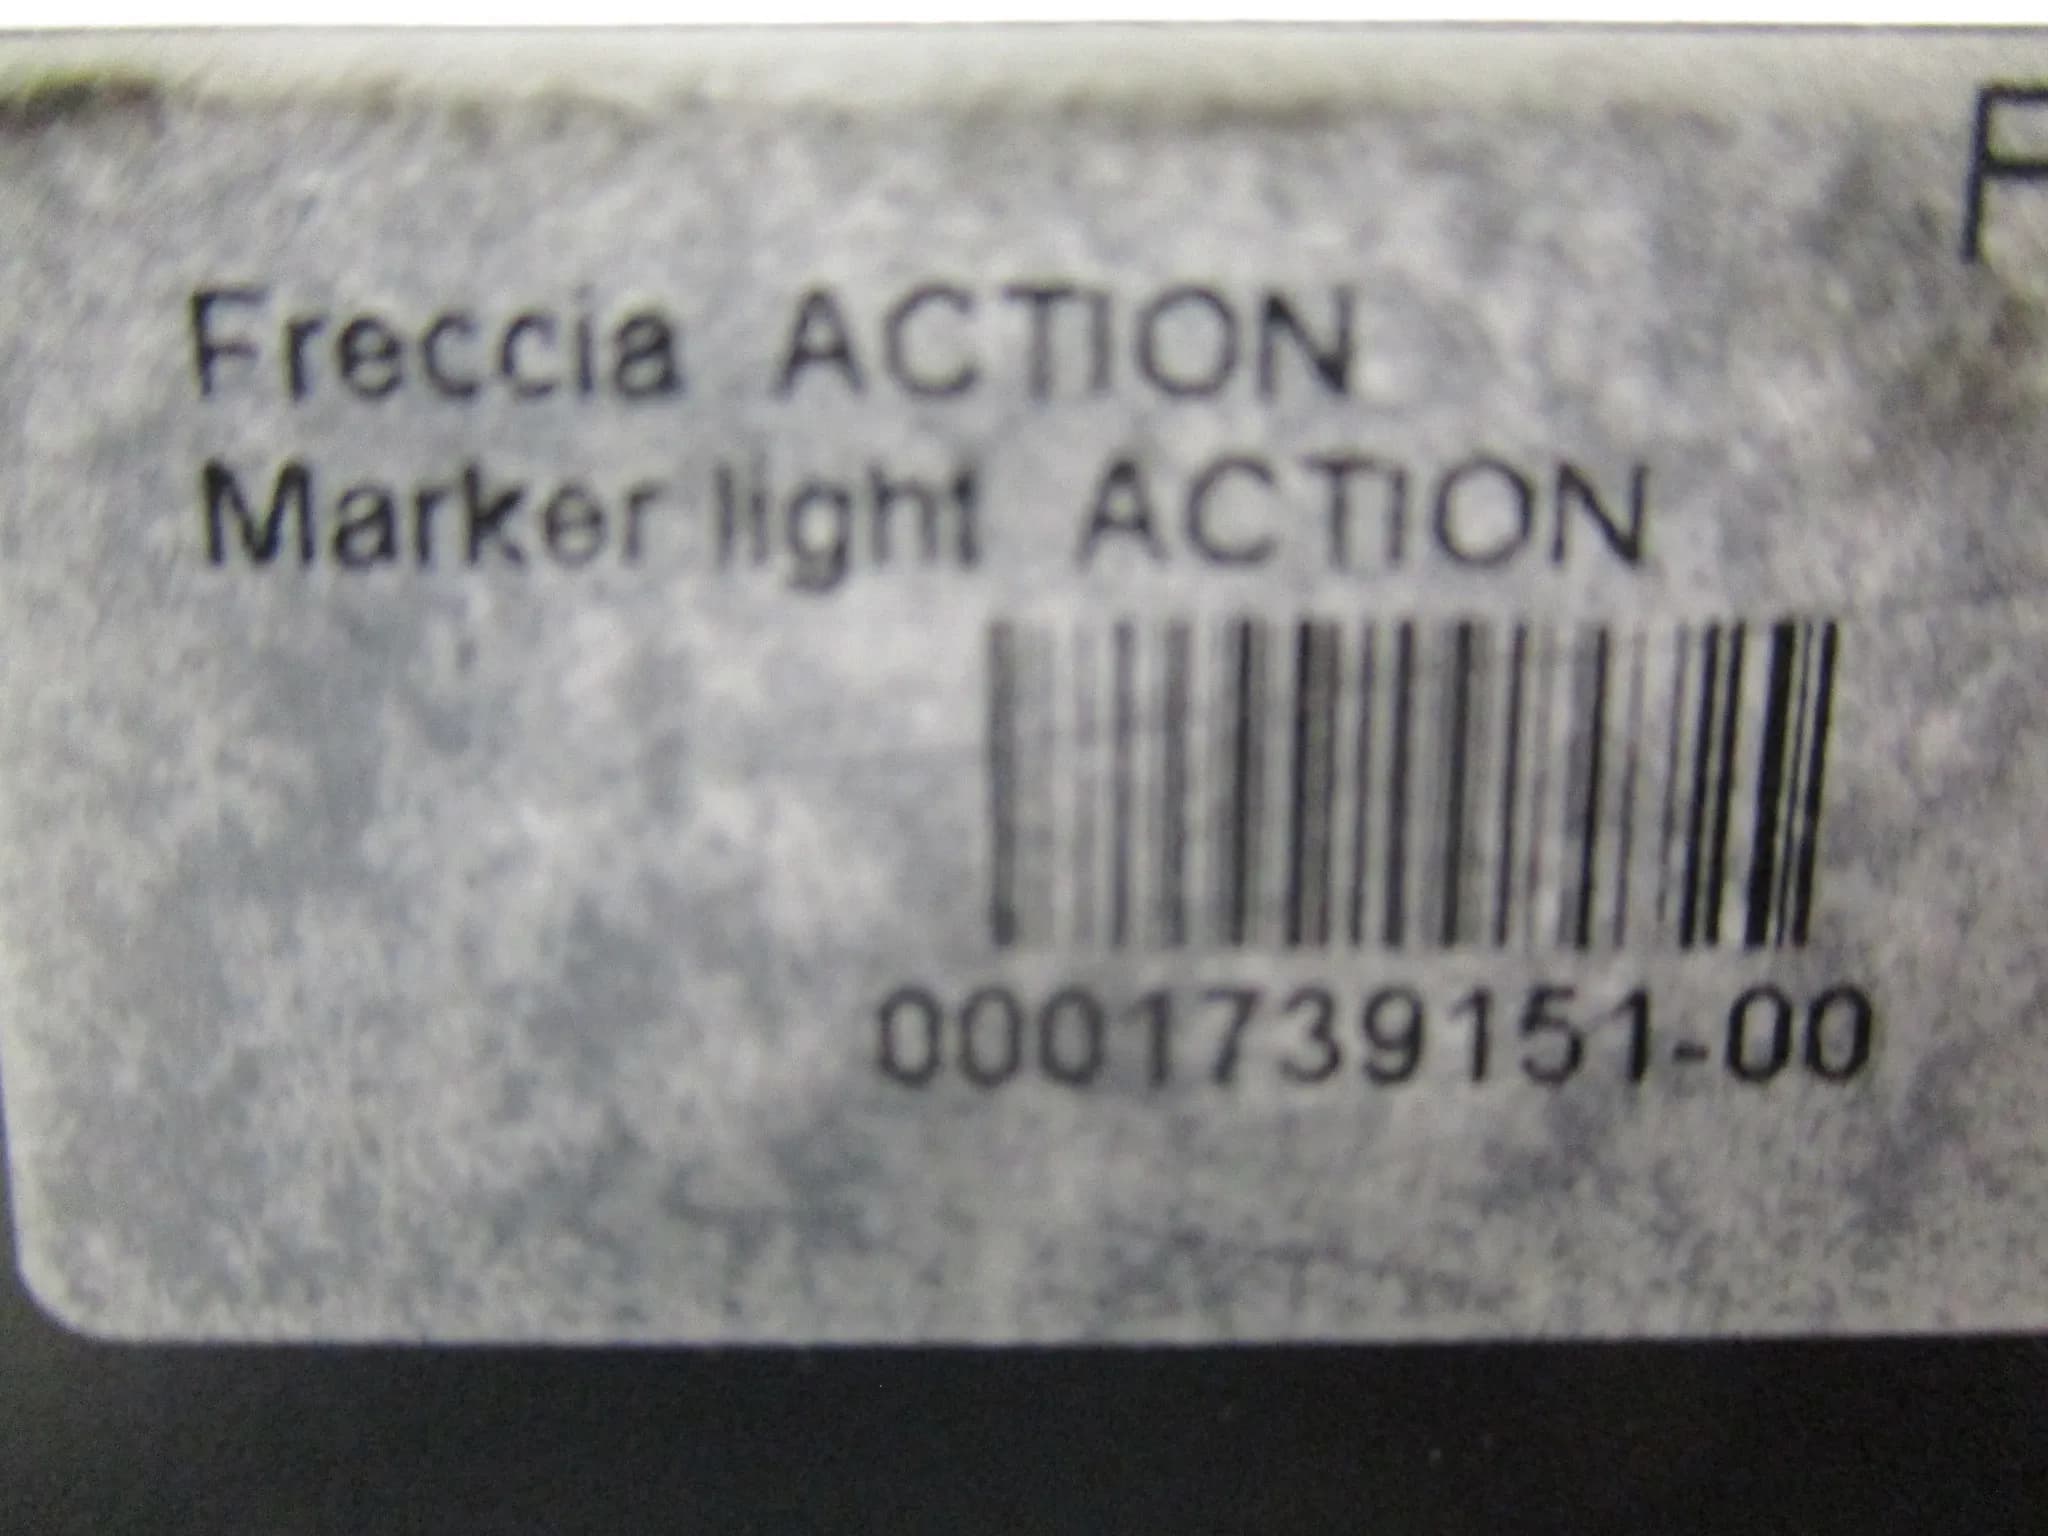 Freccia ACTION
Marker light ACTION
0001739151-00